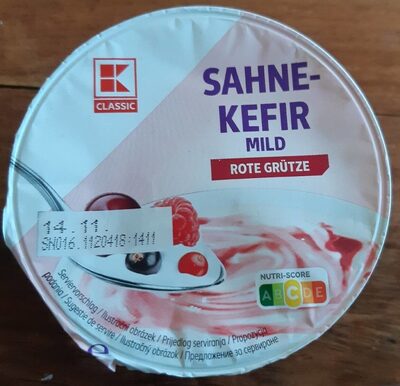 K
CLASSIC
SAHNE-
KEFIR
MILD
ROTE GRÜTZE
14.11.
SN016.1120418-1411
NUTRI-SCORE
A B C D E
Serviervorschlag / Ilustrační obrázek / Prijedlog serviranja / Propozycja
podania / Sugestie de servire / Ilustračný obrázok / Предложение за сервиране